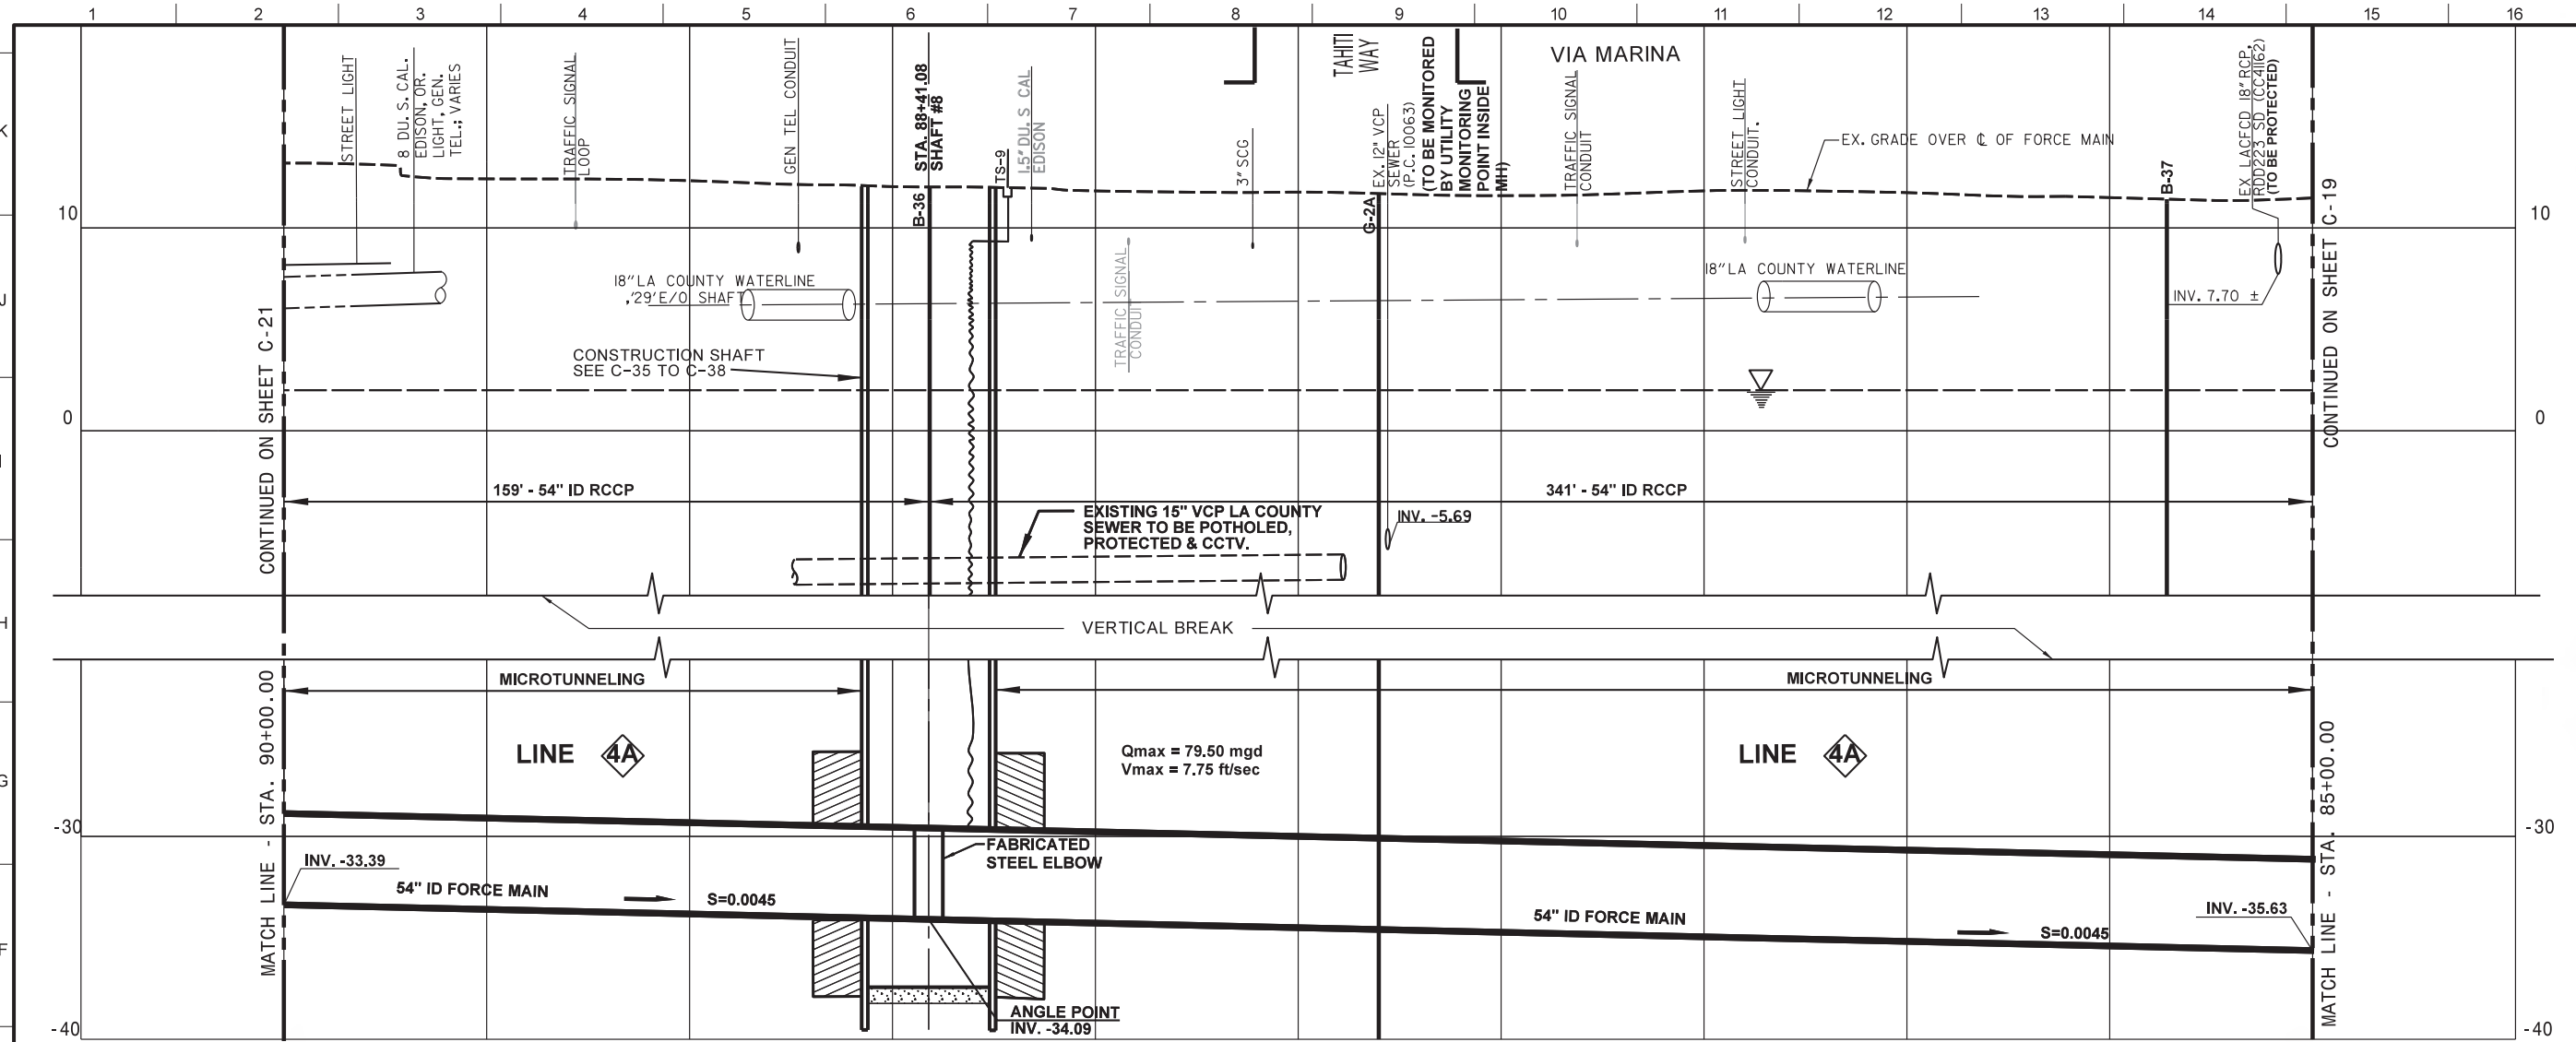 1 2 3 4 5 6 7 8 9 10 11 12 13 14 15 16
K
J
I
H
G
F
STREET LIGHT
8 DU. S. CAL.
EDISON, OR.
LIGHT, GEN.
TEL.; VARIES
TRAFFIC SIGNAL
LOOP
GEN TEL CONDUIT
STA. 88+41.08
SHAFT #8
B-36
TS-9
1.5" DU. S CAL
EDISON
3" SCG
TAHITI
WAY
EX. 12" VCP
SEWER
(P.C. 10063)
(TO BE MONITORED
BY UTILITY
MONITORING
POINT INSIDE
MH)
G-2A
VIA MARINA
TRAFFIC SIGNAL
CONDUIT
STREET LIGHT
CONDUIT.
EX. GRADE OVER ℄ OF FORCE MAIN
B-37
EX LACFCD 18" RCP,
RDD223 SD (CC4162)
(TO BE PROTECTED)
10
10
18" LA COUNTY WATERLINE
,'29' E/O SHAFT
TRAFFIC SIGNAL
CONDUI
18" LA COUNTY WATERLINE
INV. 7.70 ±
CONTINUED ON SHEET C-21
CONTINUED ON SHEET C-19
CONSTRUCTION SHAFT
SEE C-35 TO C-38
0
0
159' - 54" ID RCCP
341' - 54" ID RCCP
EXISTING 15" VCP LA COUNTY
SEWER TO BE POTHOLED,
PROTECTED & CCTV.
INV. -5.69
VERTICAL BREAK
MICROTUNNELING
MICROTUNNELING
LINE 4A
Qmax = 79.50 mgd
Vmax = 7.75 ft/sec
LINE 4A
MATCH LINE - STA. 90+00.00
MATCH LINE - STA. 85+00.00
-30
-30
INV. -33.39
FABRICATED
STEEL ELBOW
54" ID FORCE MAIN
S=0.0045
54" ID FORCE MAIN
S=0.0045
INV. -35.63
ANGLE POINT
INV. -34.09
-40
-40